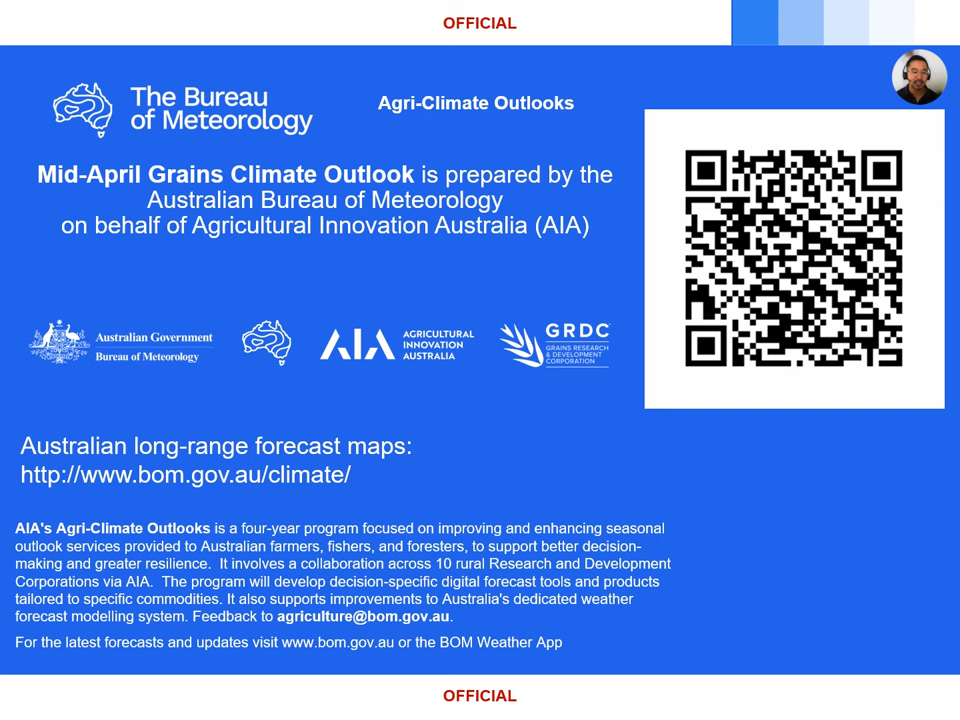 OFFICIAL
The Bureau
of Meteorology
Agri-Climate Outlooks
Mid-April Grains Climate Outlook is prepared by the
Australian Bureau of Meteorology
on behalf of Agricultural Innovation Australia (AIA)
Australian Government
Bureau of Meteorology
AIA
AGRICULTURAL
INNOVATION
AUSTRALIA
GRDC
GRAINS RESEARCH
& DEVELOPMENT
CORPORATION
Australian long-range forecast maps:
http://www.bom.gov.au/climate/
AIA's Agri-Climate Outlooks is a four-year program focused on improving and enhancing seasonal
outlook services provided to Australian farmers, fishers, and foresters, to support better decision-
making and greater resilience.  It involves a collaboration across 10 rural Research and Development
Corporations via AIA.  The program will develop decision-specific digital forecast tools and products
tailored to specific commodities. It also supports improvements to Australia's dedicated weather
forecast modelling system. Feedback to agriculture@bom.gov.au.
For the latest forecasts and updates visit www.bom.gov.au or the BOM Weather App
OFFICIAL